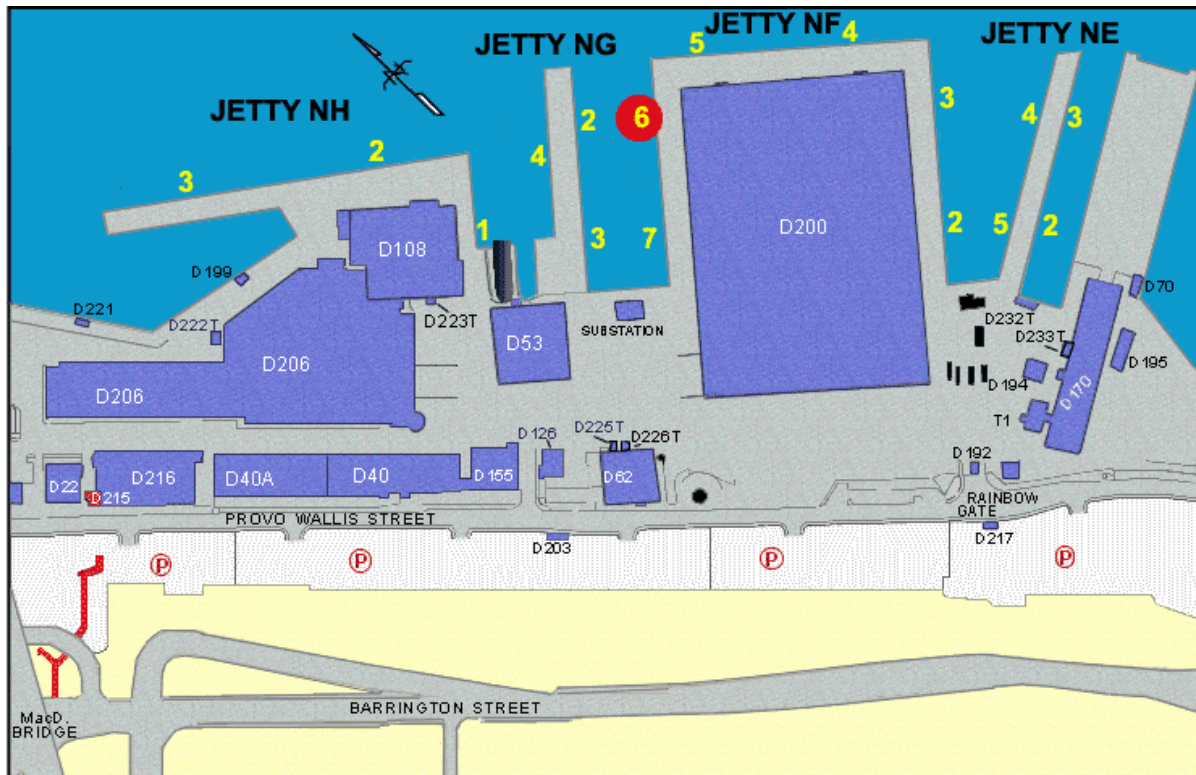 JETTY NG
JETTY NF
JETTY NE
JETTY NH
5
4
3
4
3
2
6
2
4
3
1
3
7
2
5
2
D108
D200
D199
D70
D221
D222T
D223T
SUBSTATION
D232T
D233T
D53
D206
D206
D194
D170
D195
T1
D126
D225T
D226T
D192
D22
D216
D215
D40A
D40
D155
D62
RAINBOW
GATE
PROVO WALLIS STREET
D203
D217
P
P
P
P
BARRINGTON STREET
MacD.
BRIDGE